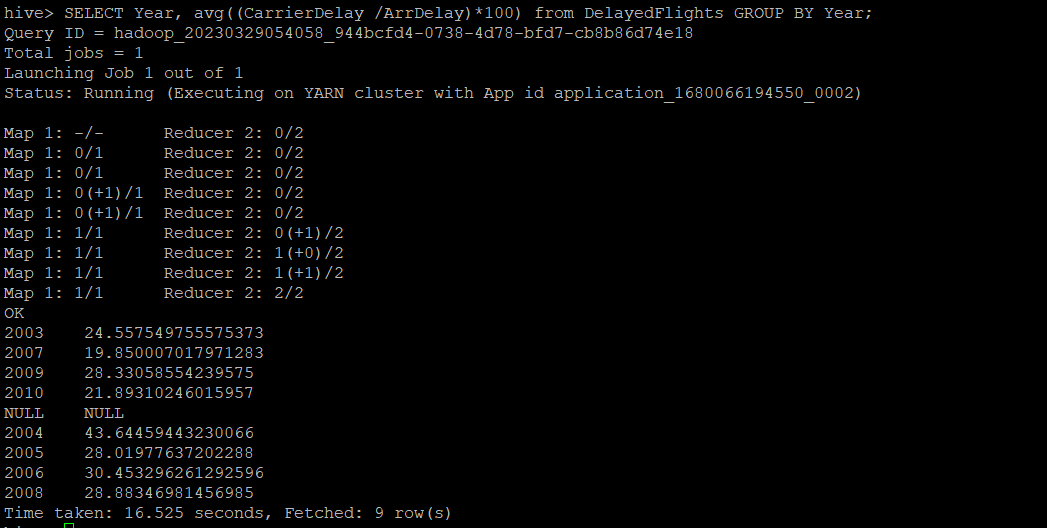 hive> SELECT Year, avg((CarrierDelay /ArrDelay)*100) from DelayedFlights GROUP BY Year;
Query ID = hadoop_20230329054058_944bcfd4-0738-4d78-bfd7-cb8b86d74e18
Total jobs = 1
Launching Job 1 out of 1
Status: Running (Executing on YARN cluster with App id application_1680066194550_0002)
Map 1: -/-      Reducer 2: 0/2
Map 1: 0/1      Reducer 2: 0/2
Map 1: 0/1      Reducer 2: 0/2
Map 1: 0(+1)/1  Reducer 2: 0/2
Map 1: 0(+1)/1  Reducer 2: 0/2
Map 1: 1/1      Reducer 2: 0(+1)/2
Map 1: 1/1      Reducer 2: 1(+0)/2
Map 1: 1/1      Reducer 2: 1(+1)/2
Map 1: 1/1      Reducer 2: 2/2
OK
2003    24.557549755575373
2007    19.850007017971283
2009    28.33058554239575
2010    21.89310246015957
NULL    NULL
2004    43.64459443230066
2005    28.01977637202288
2006    30.453296261292596
2008    28.88346981456985
Time taken: 16.525 seconds, Fetched: 9 row(s)